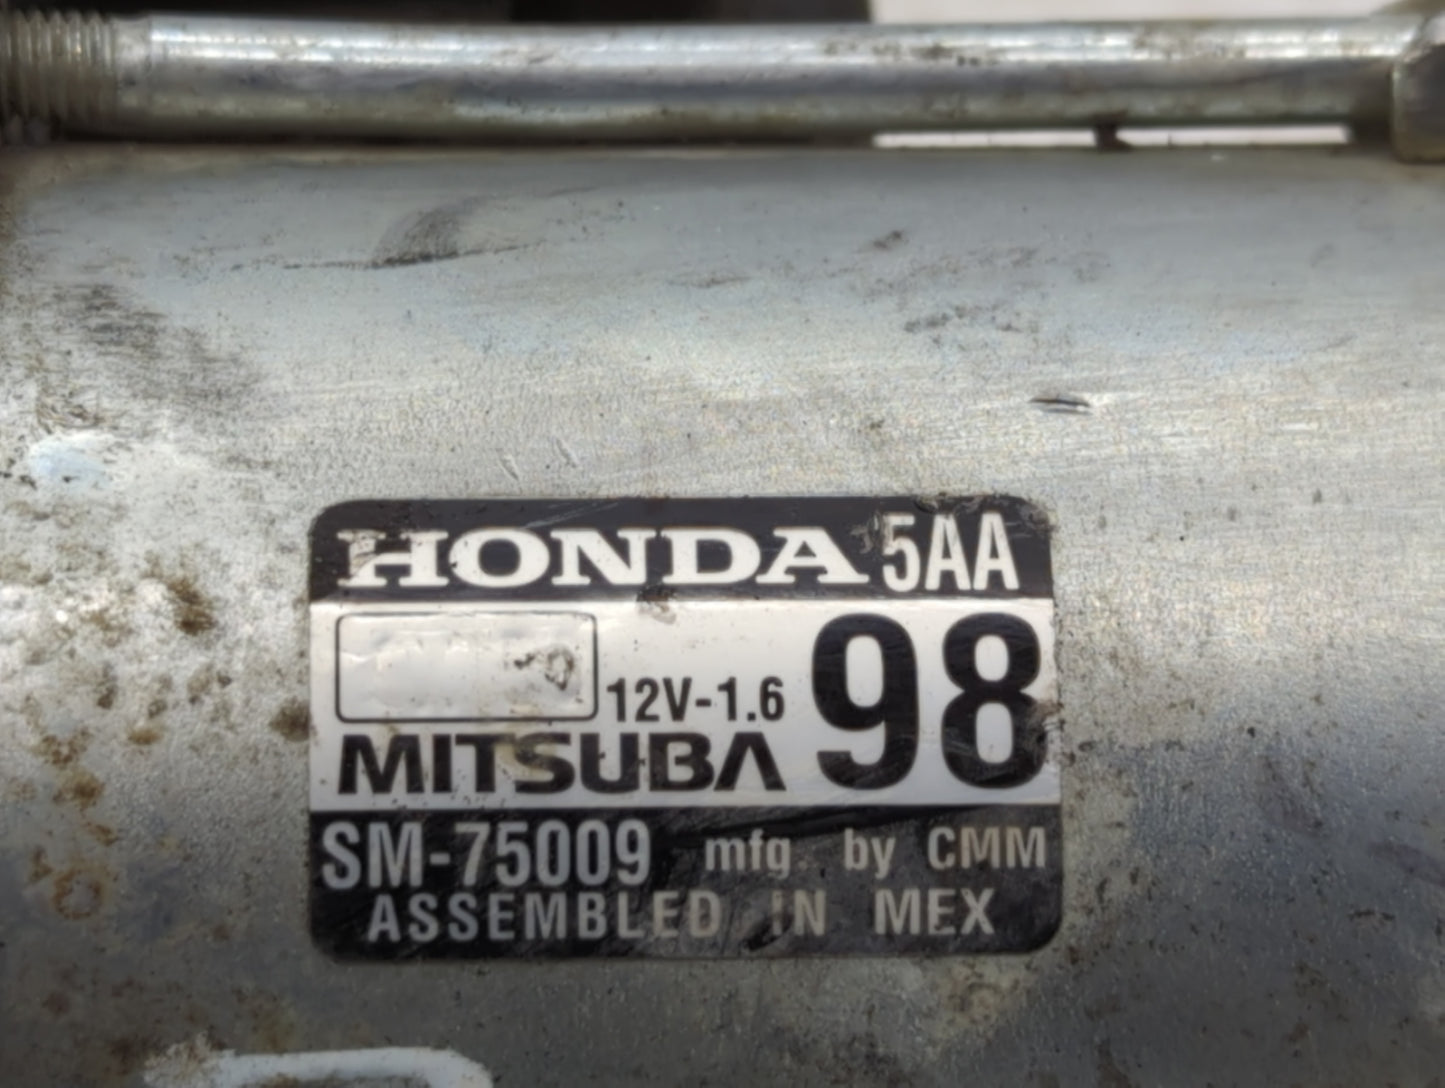 HONDA 5AA
12V-1.6 98
MITSUBA
SM-75009 mfg. by CMM
ASSEMBLED IN MEX